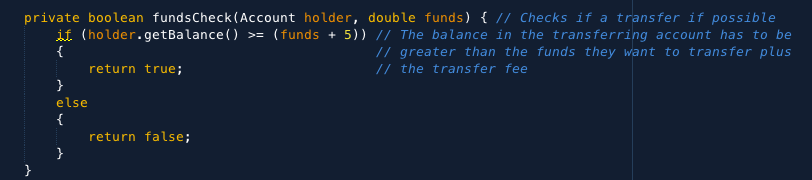 private boolean fundsCheck(Account holder, double funds) { // Checks if a transfer if possible
    if (holder.getBalance() >= (funds + 5)) // The balance in the transferring account has to be
    {                                       // greater than the funds they want to transfer plus
        return true;                        // the transfer fee
    }
    else
    {
        return false;
    }
}